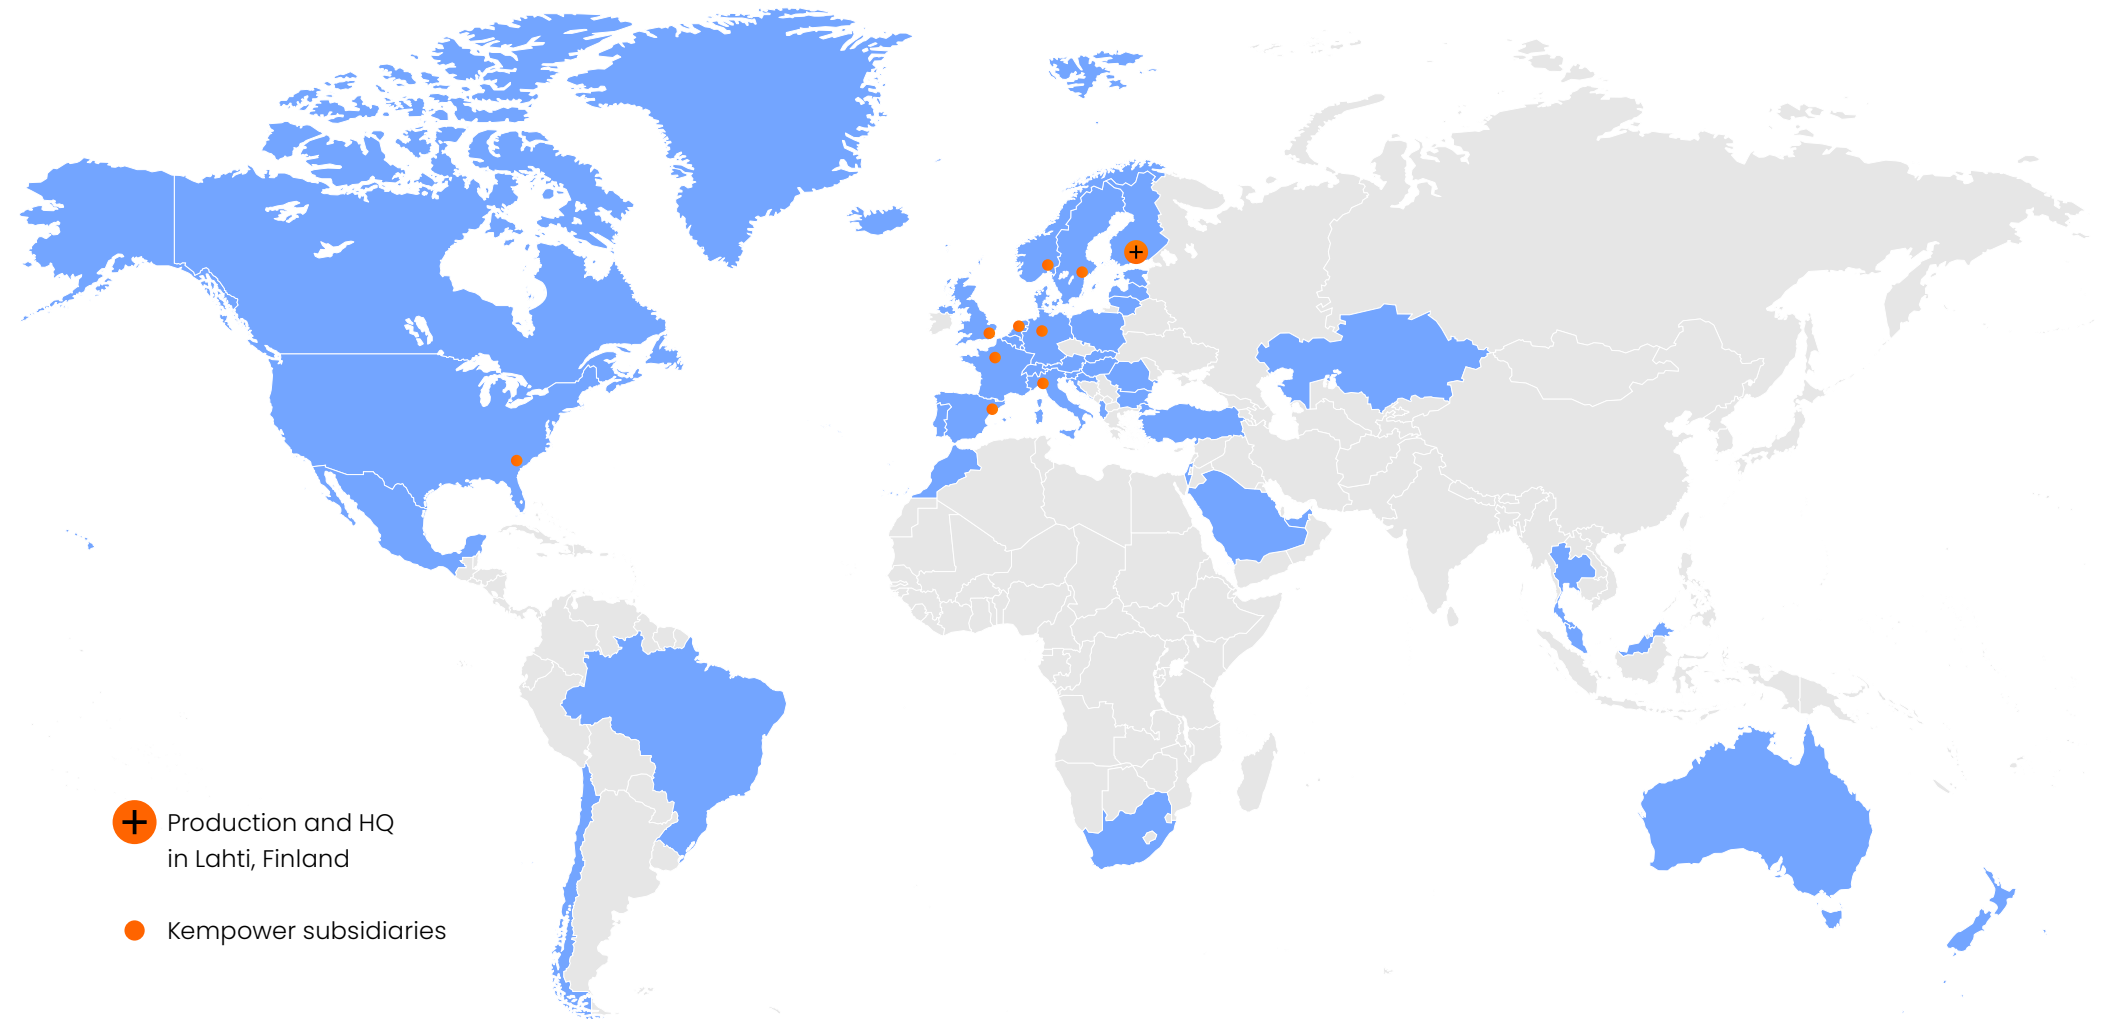 Production and HQ
in Lahti, Finland
Kempower subsidiaries